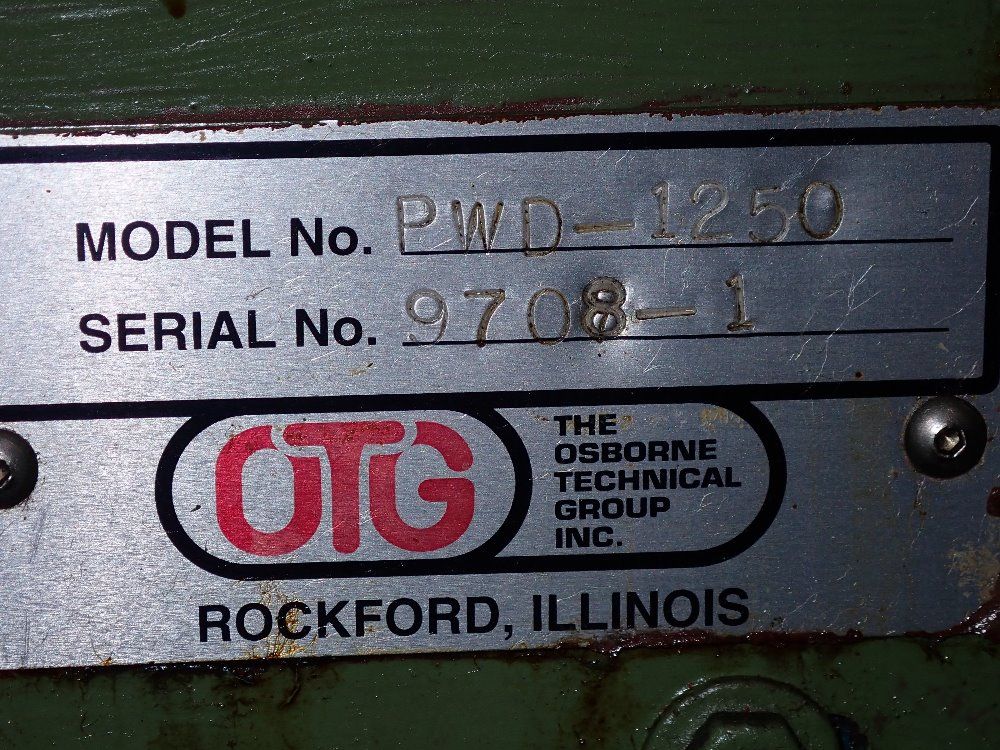 MODEL No. PWD-1250
SERIAL No. 9708-1
OTG
THE
OSBORNE
TECHNICAL
GROUP
INC.
ROCKFORD, ILLINOIS